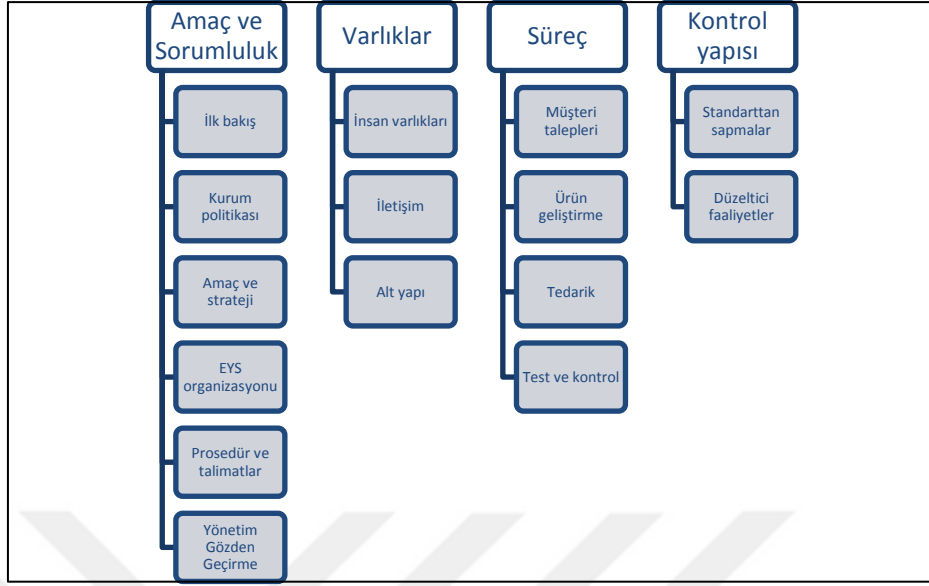 Amaç ve
Sorumluluk
İlk bakış
Kurum
politikası
Amaç ve
strateji
EYS
organizasyonu
Prosedür ve
talimatlar
Yönetim
Gözden
Geçirme
Varlıklar
İnsan varlıkları
İletişim
Alt yapı
Süreç
Müşteri
talepleri
Ürün
geliştirme
Tedarik
Test ve kontrol
Kontrol
yapısı
Standarttan
sapmalar
Düzeltici
faaliyetler